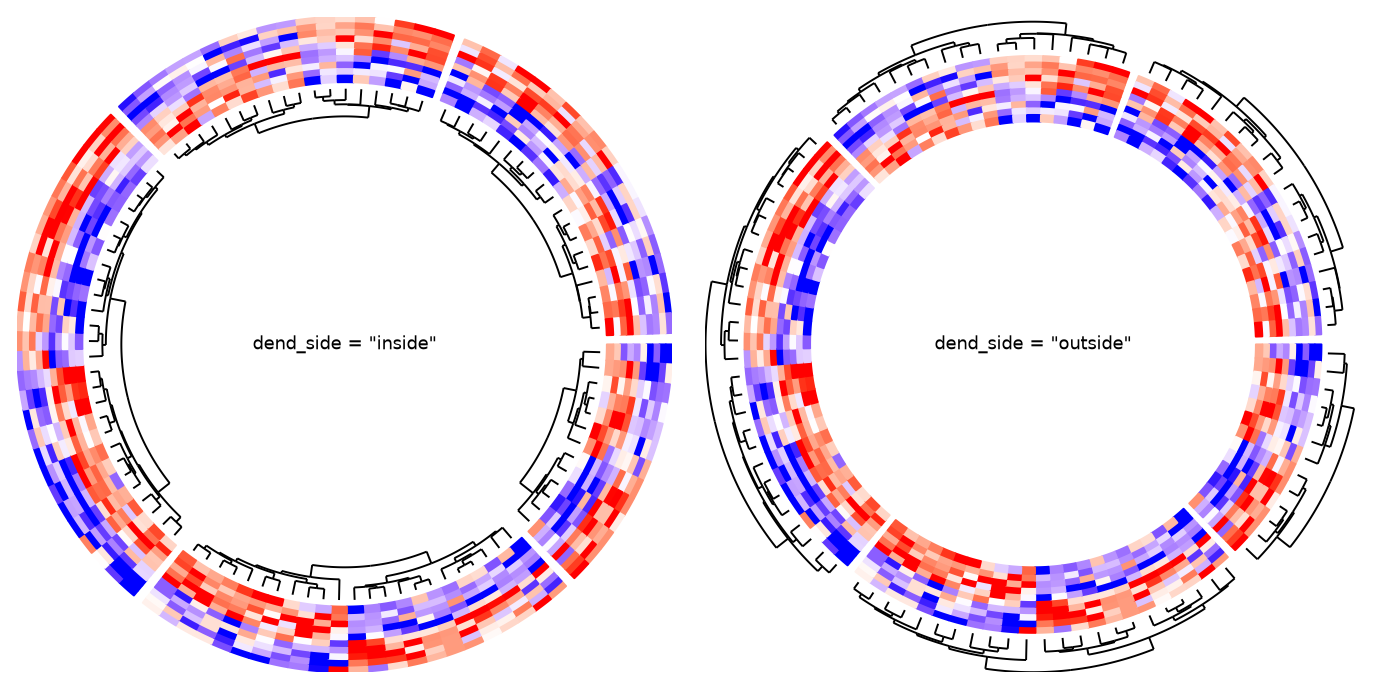 dend_side = "inside"
dend_side = "outside"